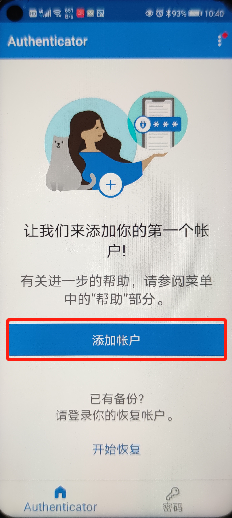 93% 10:40
Authenticator
***
让我们来添加你的第一个帐
户!
有关进一步的帮助，请参阅菜单
中的"帮助"部分。
添加帐户
已有备份?
请登录你的恢复帐户。
开始恢复
Authenticator
密码